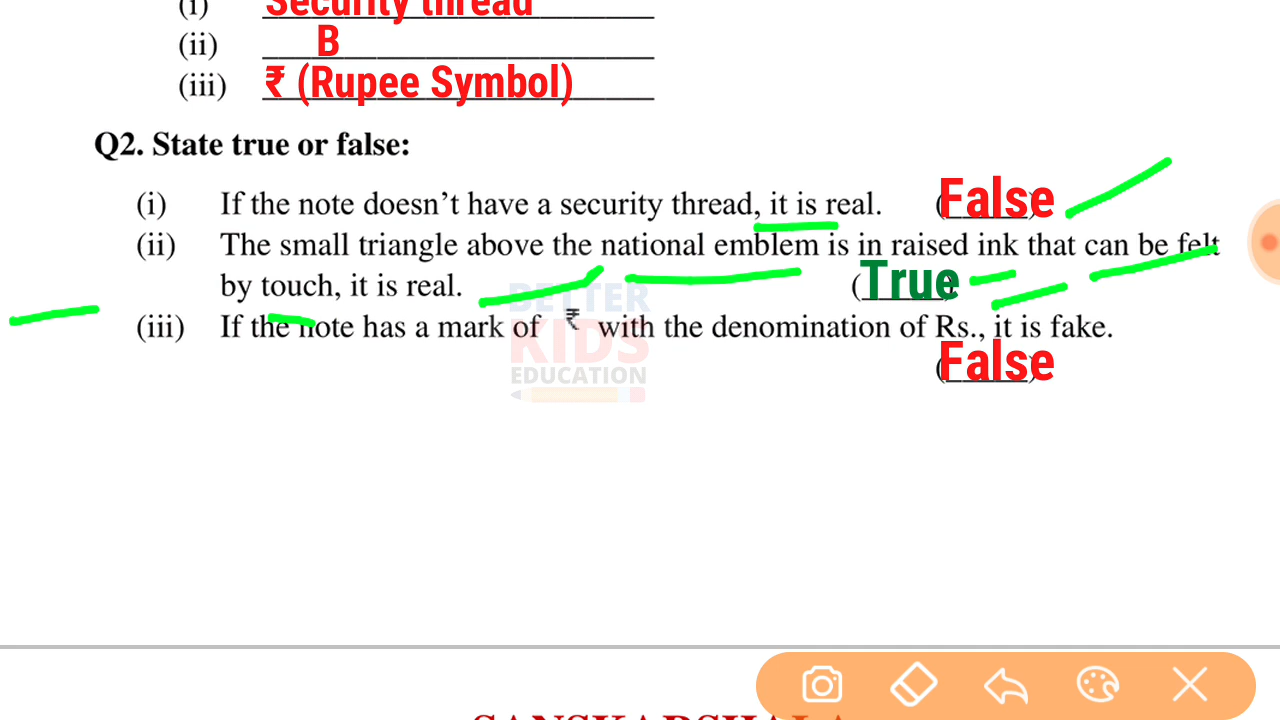 (i) Security thread
(ii) B
(iii) ₹ (Rupee Symbol)
Q2. State true or false:
(i) If the note doesn't have a security thread, it is real. (False)
(ii) The small triangle above the national emblem is in raised ink that can be felt
by touch, it is real. (True)
(iii) If the note has a mark of ₹ with the denomination of Rs., it is fake.
(False)
BETTER
KIDS
EDUCATION
SANSKARSHALA